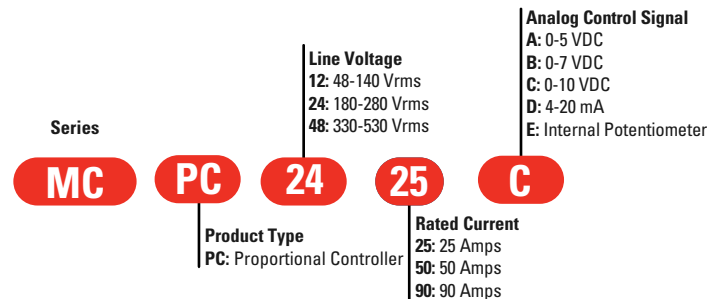 Analog Control Signal
A: 0-5 VDC
B: 0-7 VDC
C: 0-10 VDC
D: 4-20 mA
E: Internal Potentiometer
Line Voltage
12: 48-140 Vrms
24: 180-280 Vrms
48: 330-530 Vrms
Series
MC PC 24 25 C
Product Type
PC: Proportional Controller
Rated Current
25: 25 Amps
50: 50 Amps
90: 90 Amps